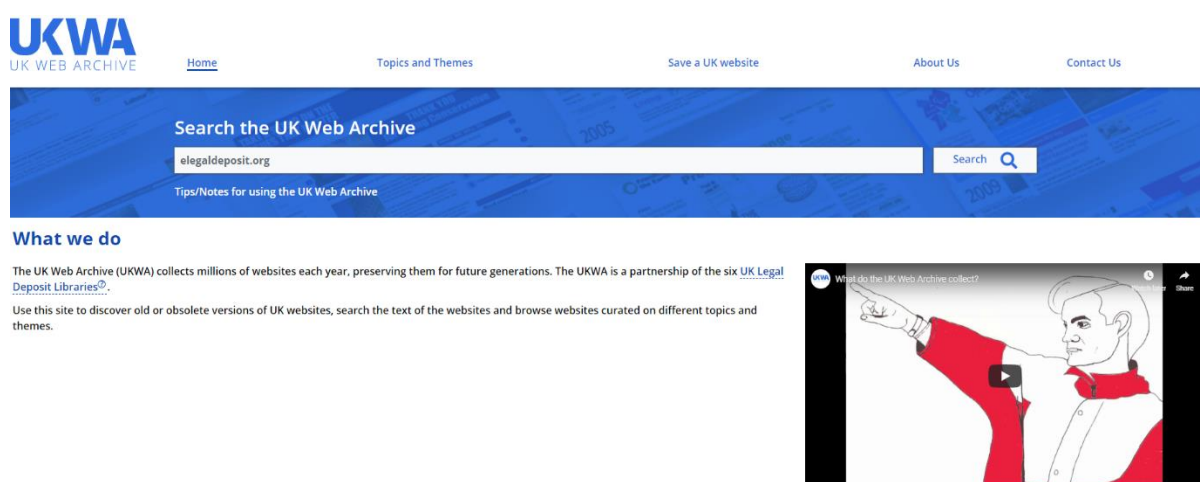 UKWA
UK WEB ARCHIVE
Home
Topics and Themes
Save a UK website
About Us
Contact Us
Search the UK Web Archive
elegaldeposit.org
Search
Tips/Notes for using the UK Web Archive
2005
2009
What we do
The UK Web Archive (UKWA) collects millions of websites each year, preserving them for future generations. The UKWA is a partnership of the six UK Legal
Deposit Libraries.
Use this site to discover old or obsolete versions of UK websites, search the text of the websites and browse websites curated on different topics and
themes.
UKWA
What do the UK Web Archive collect?
Share